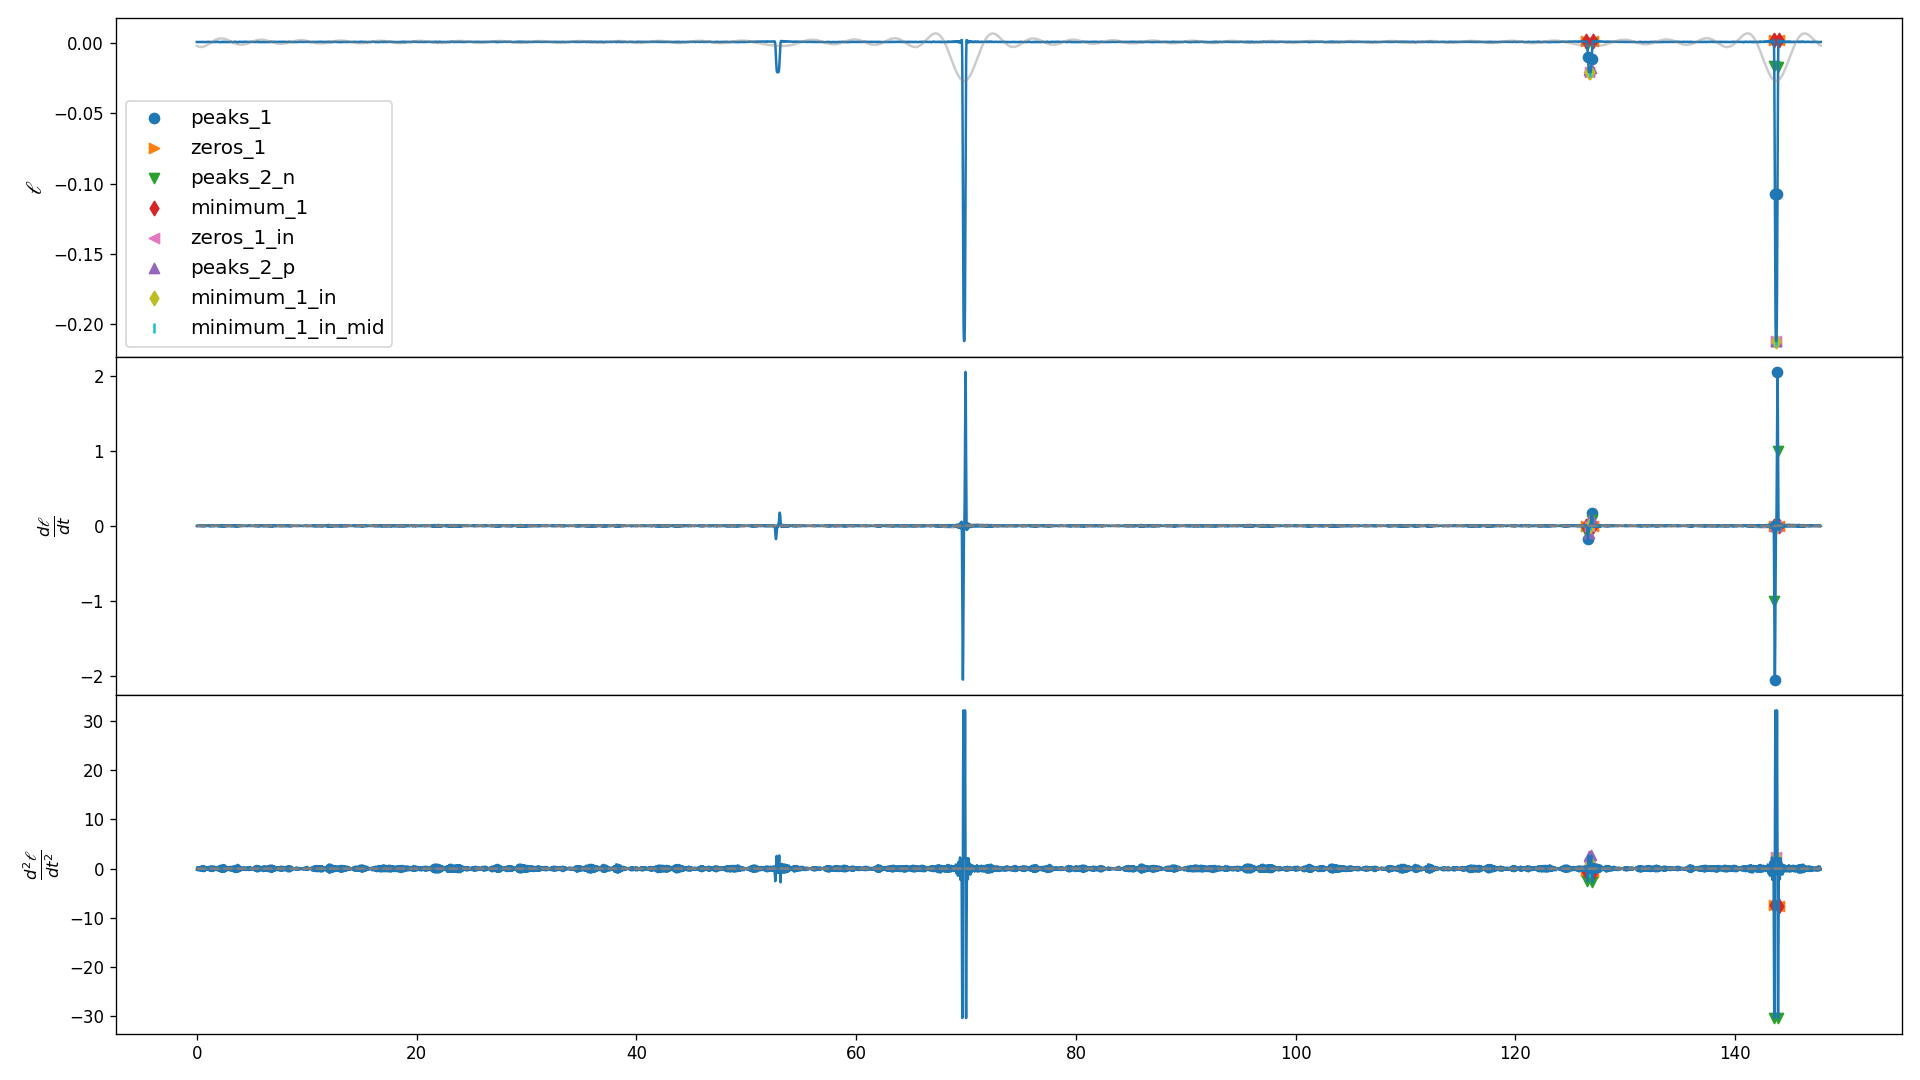 0.00
−0.05
−0.10
−0.15
−0.20
ℓ
peaks_1
zeros_1
peaks_2_n
minimum_1
zeros_1_in
peaks_2_p
minimum_1_in
minimum_1_in_mid
2
1
0
−1
−2
dℓ
dt
30
20
10
0
−10
−20
−30
d²ℓ
dt²
0 20 40 60 80 100 120 140